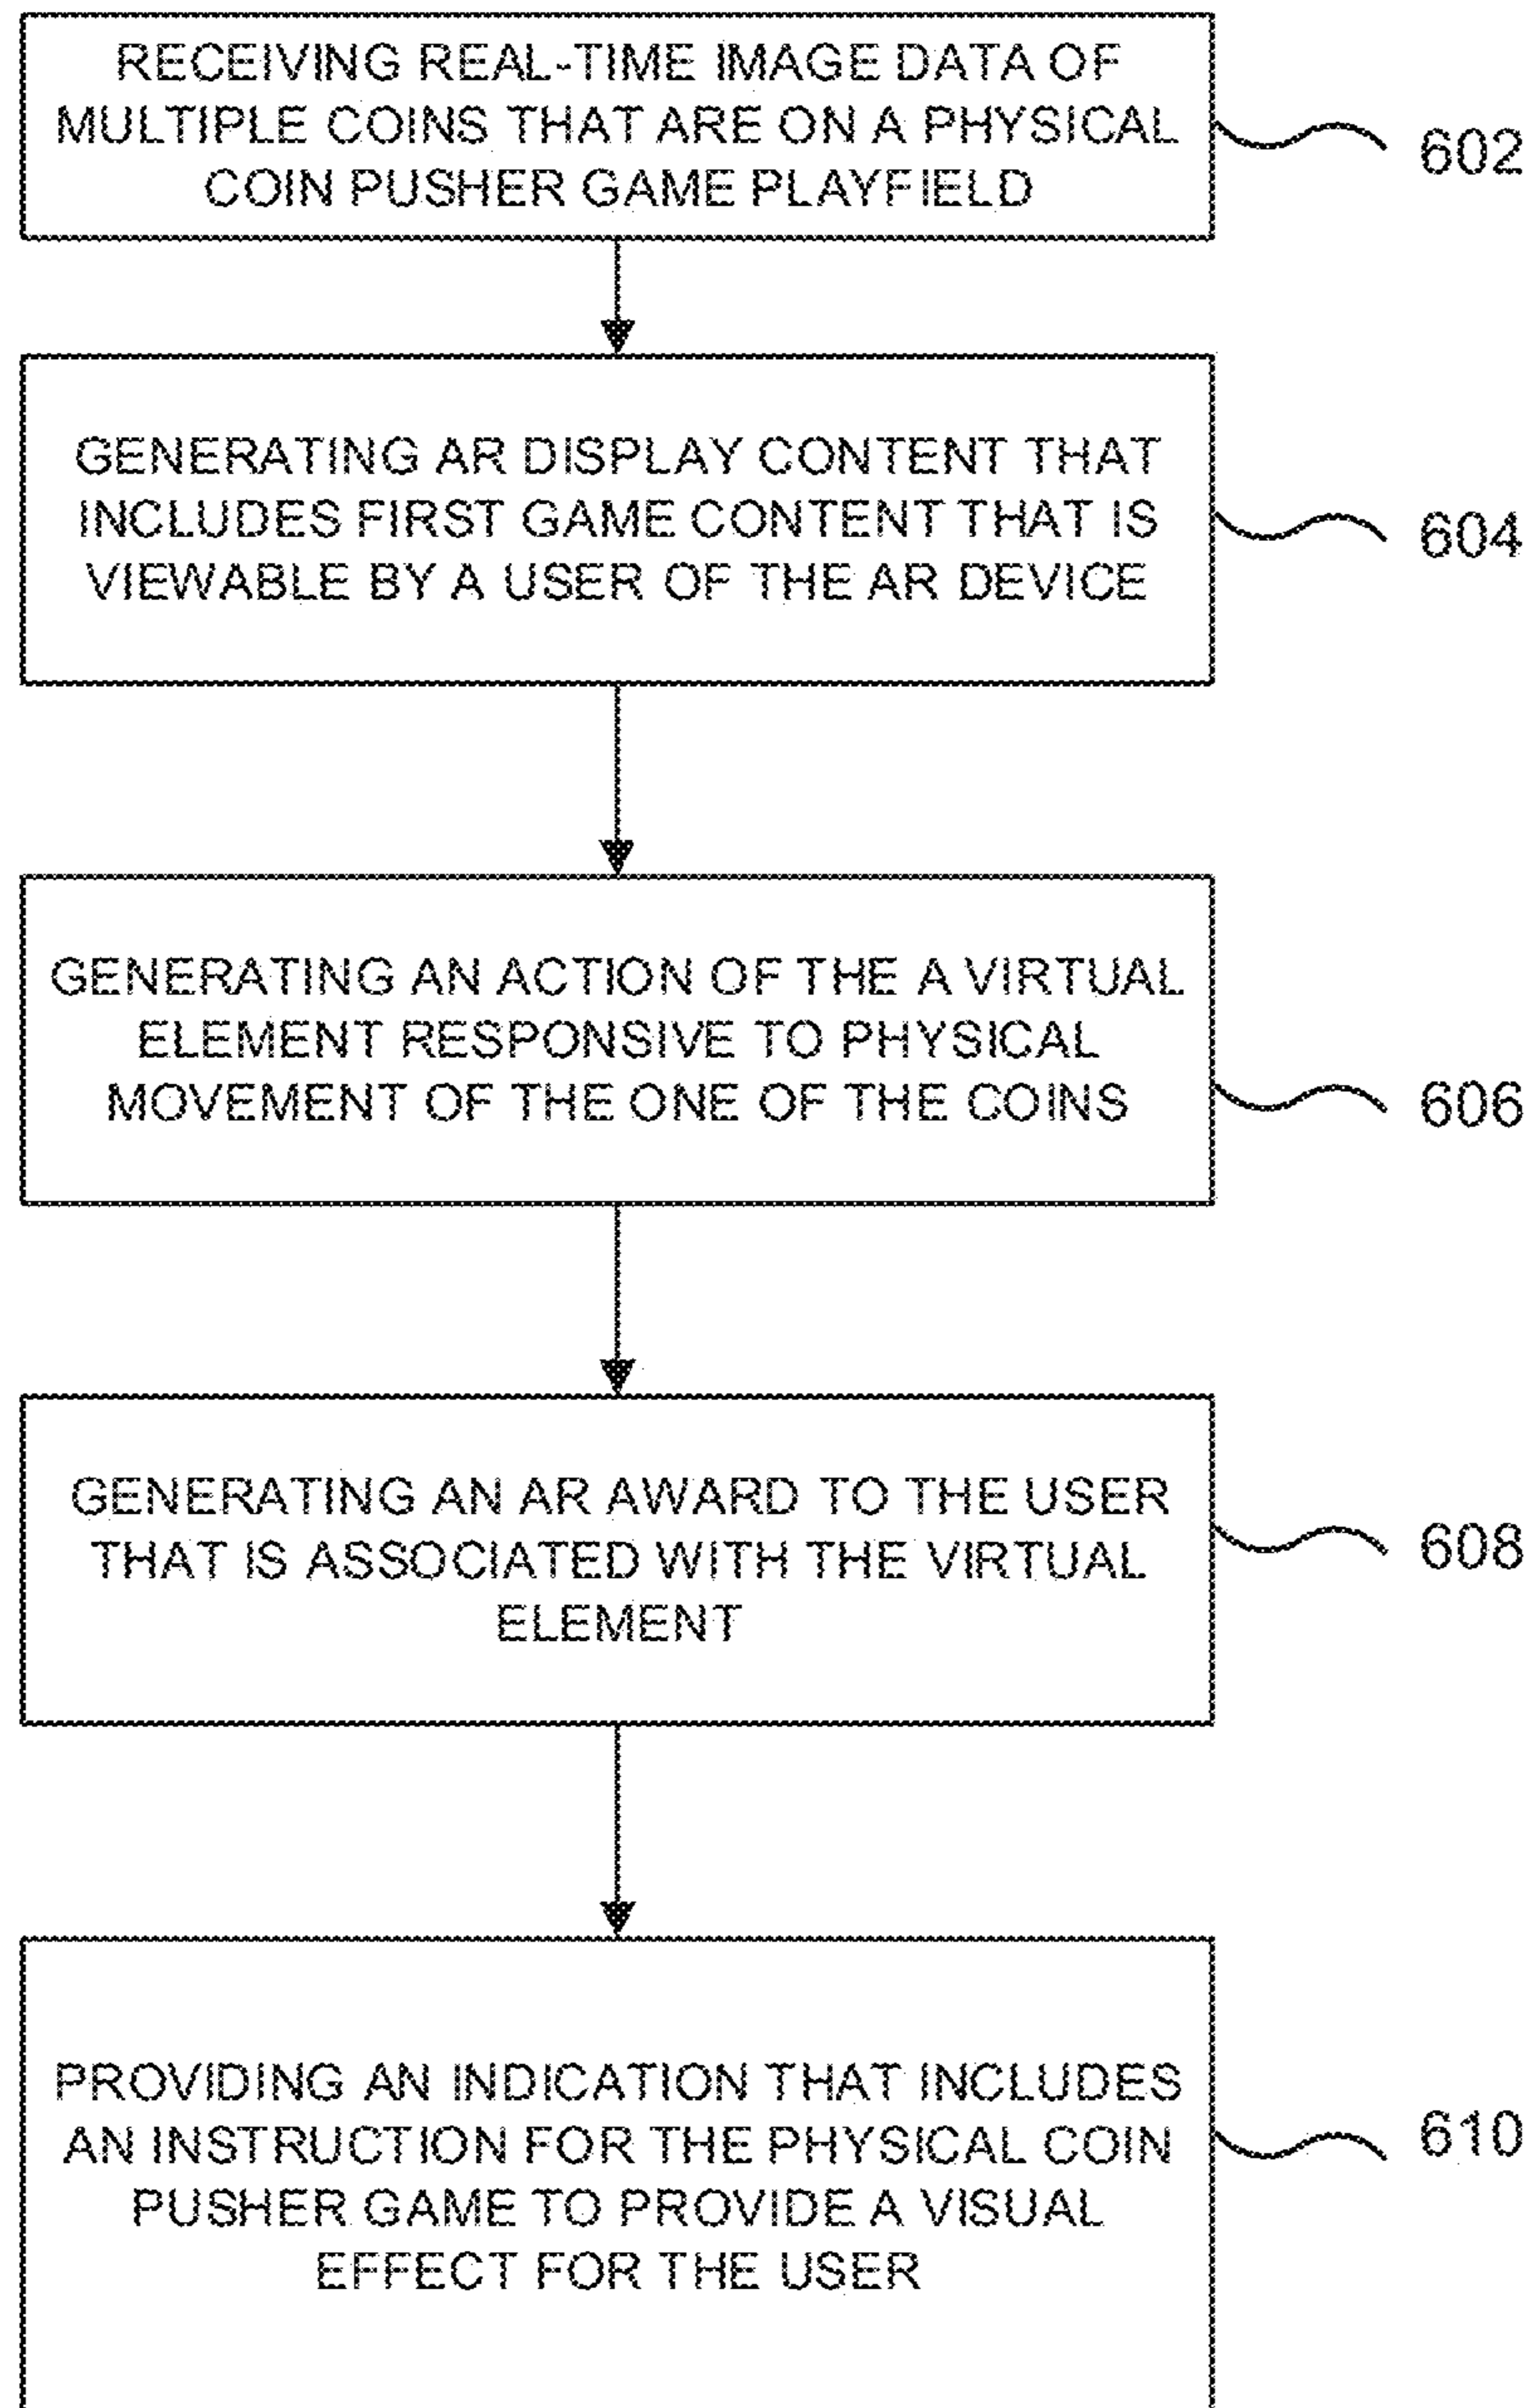 RECEIVING REAL-TIME IMAGE DATA OF
MULTIPLE COINS THAT ARE ON A PHYSICAL
COIN PUSHER GAME PLAYFIELD
602
GENERATING AR DISPLAY CONTENT THAT
INCLUDES FIRST GAME CONTENT THAT IS
VIEWABLE BY A USER OF THE AR DEVICE
604
GENERATING AN ACTION OF THE A VIRTUAL
ELEMENT RESPONSIVE TO PHYSICAL
MOVEMENT OF THE ONE OF THE COINS
606
GENERATING AN AR AWARD TO THE USER
THAT IS ASSOCIATED WITH THE VIRTUAL
ELEMENT
608
PROVIDING AN INDICATION THAT INCLUDES
AN INSTRUCTION FOR THE PHYSICAL COIN
PUSHER GAME TO PROVIDE A VISUAL
EFFECT FOR THE USER
610